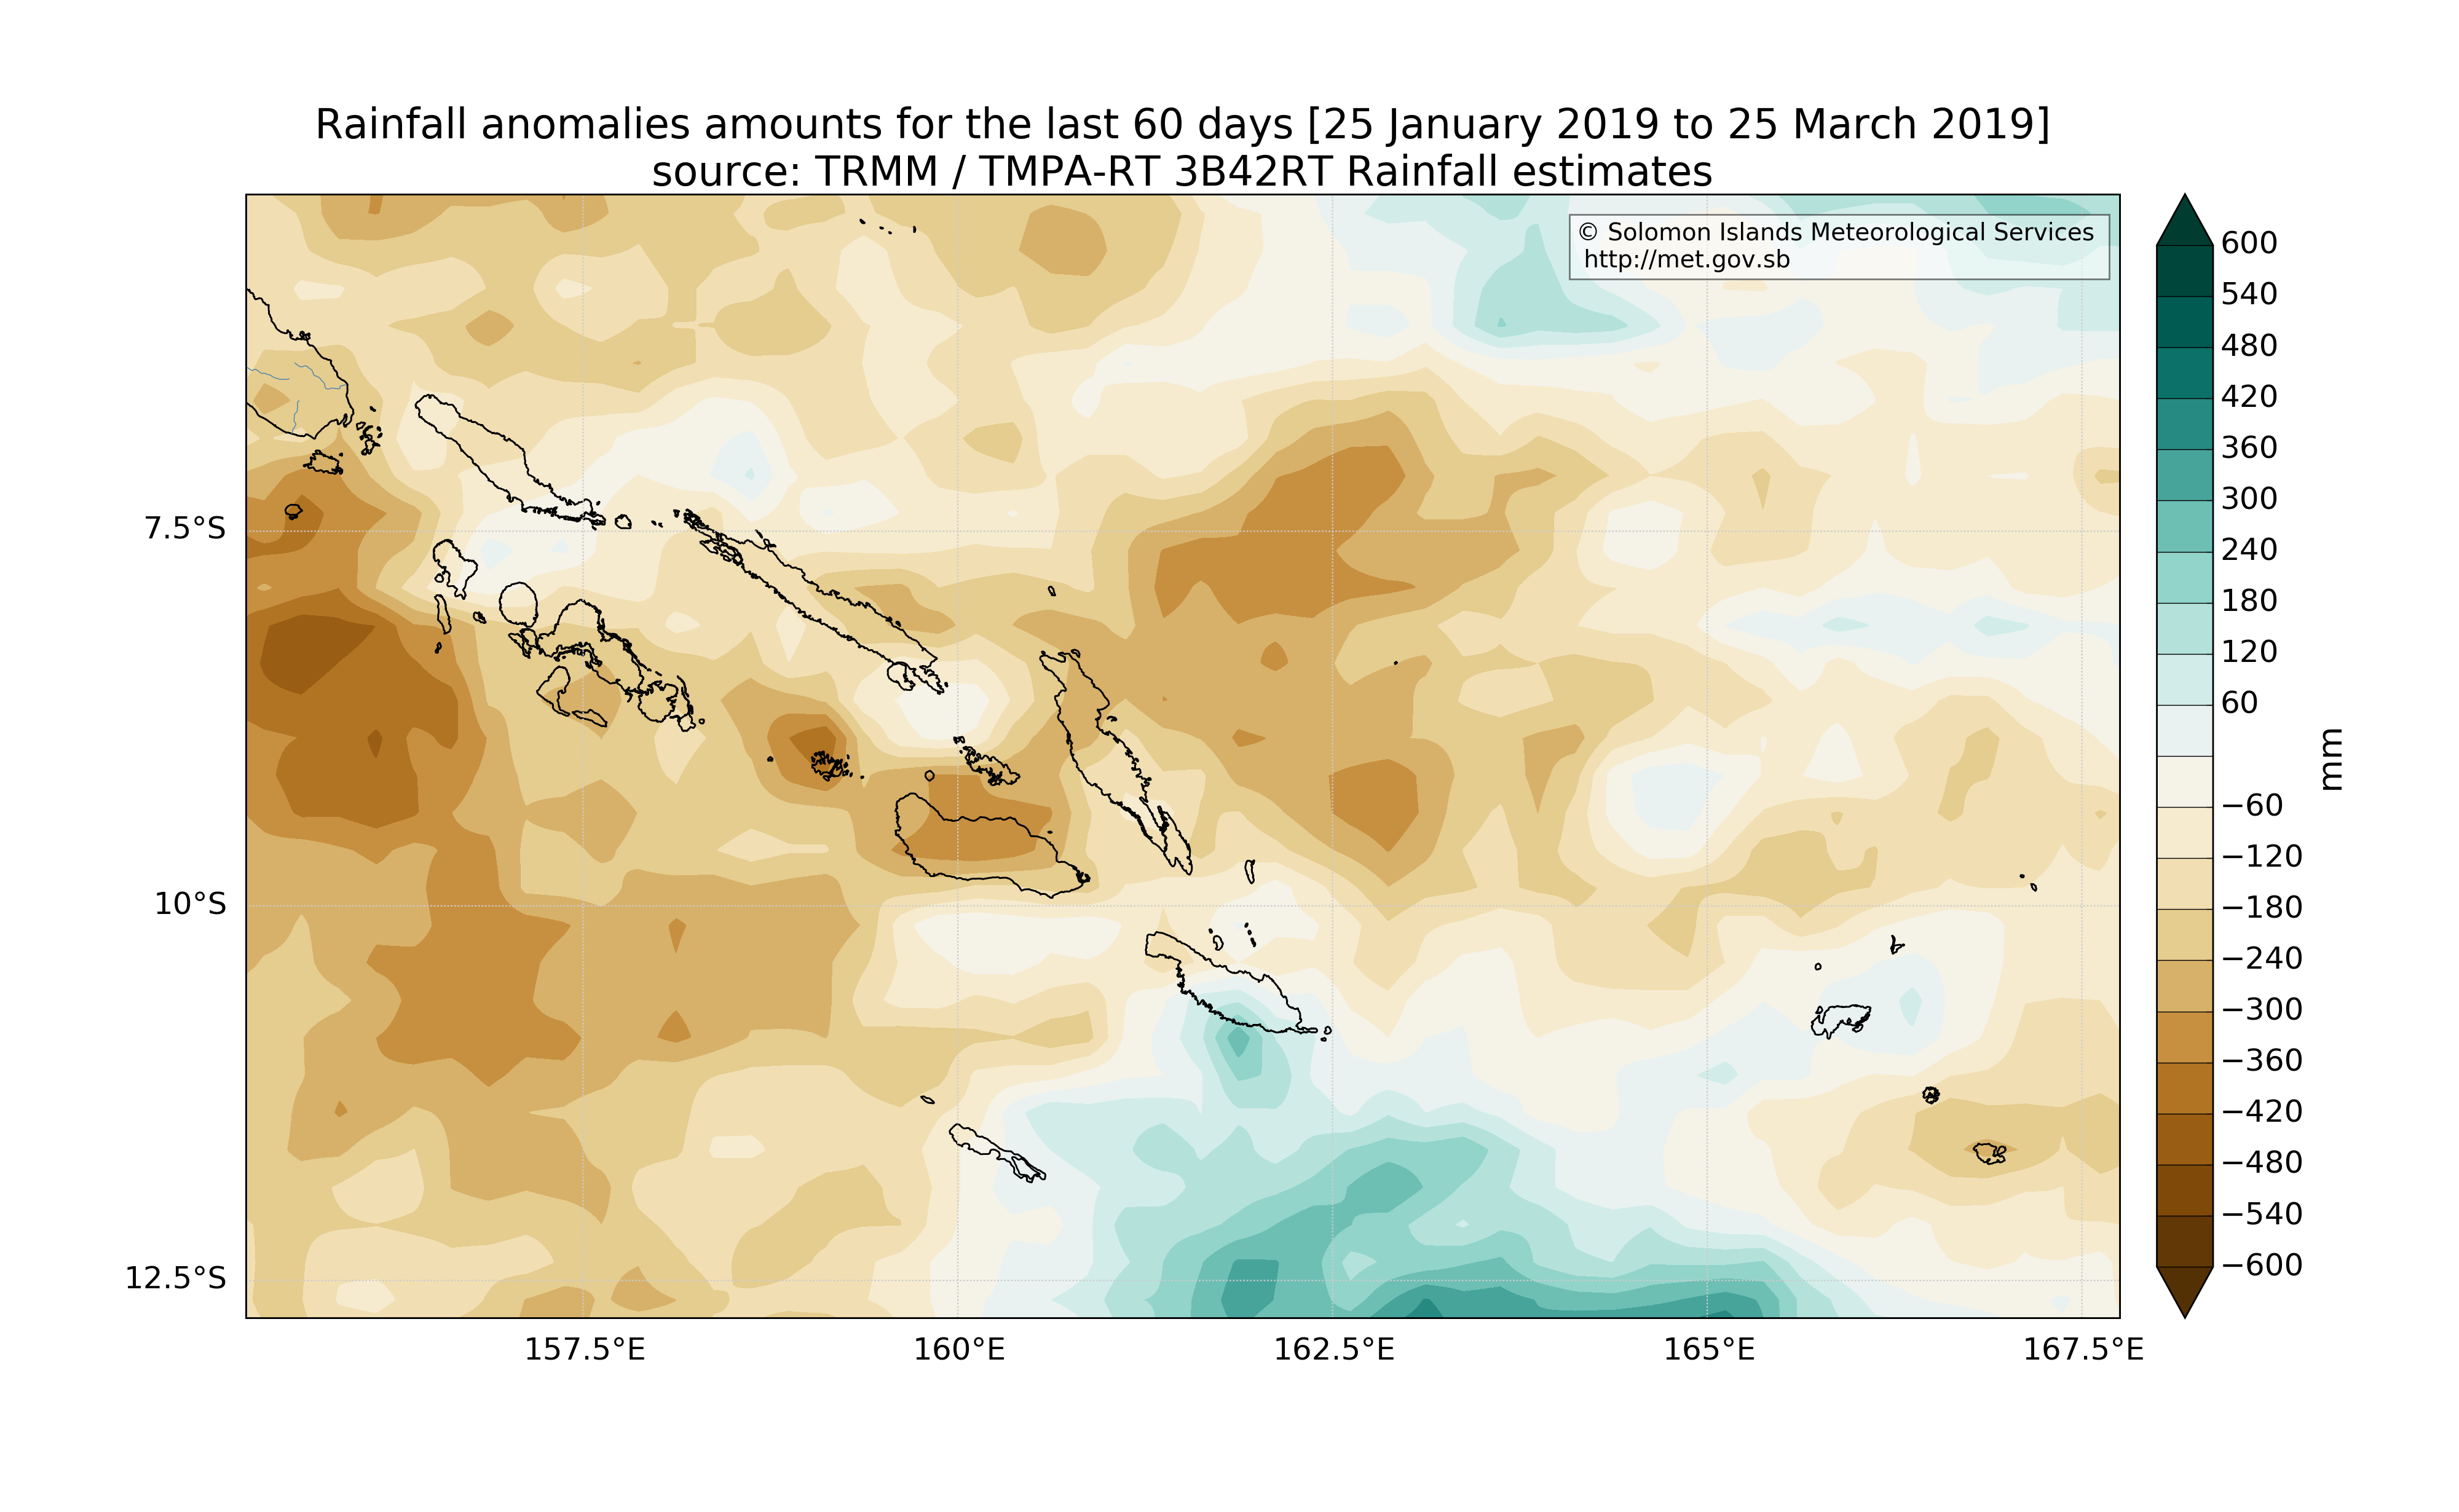 Rainfall anomalies amounts for the last 60 days [25 January 2019 to 25 March 2019]
source: TRMM / TMPA-RT 3B42RT Rainfall estimates
© Solomon Islands Meteorological Services
http://met.gov.sb
7.5°S
10°S
12.5°S
157.5°E
160°E
162.5°E
165°E
167.5°E
600
540
480
420
360
300
240
180
120
60
−60
−120
−180
−240
−300
−360
−420
−480
−540
−600
mm